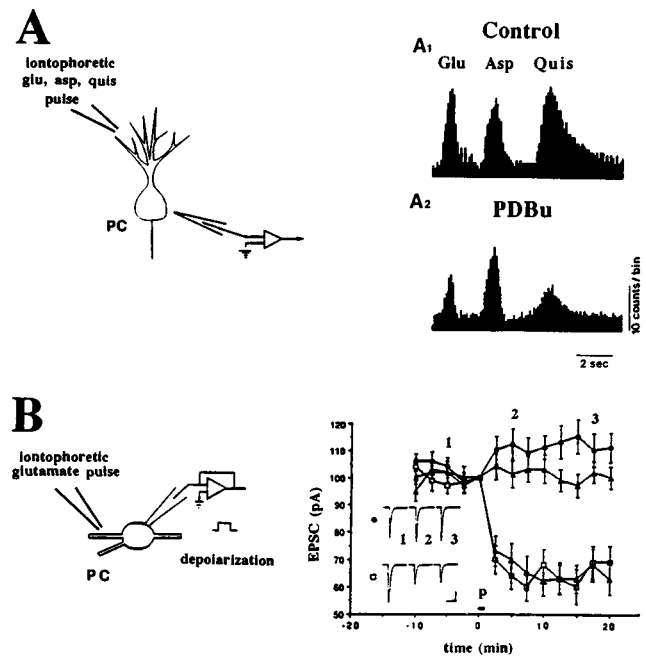 A
iontophoretic
glu, asp, quis
pulse
PC
A1
Control
Glu Asp Quis
A2
PDBu
10 counts/bin
2 sec
B
iontophoretic
glutamate pulse
PC
depolarization
EPSC (pA)
120
110
100
90
80
70
60
50
1
2
3
1 2 3
P
-20 -10 0 10 20
time (min)